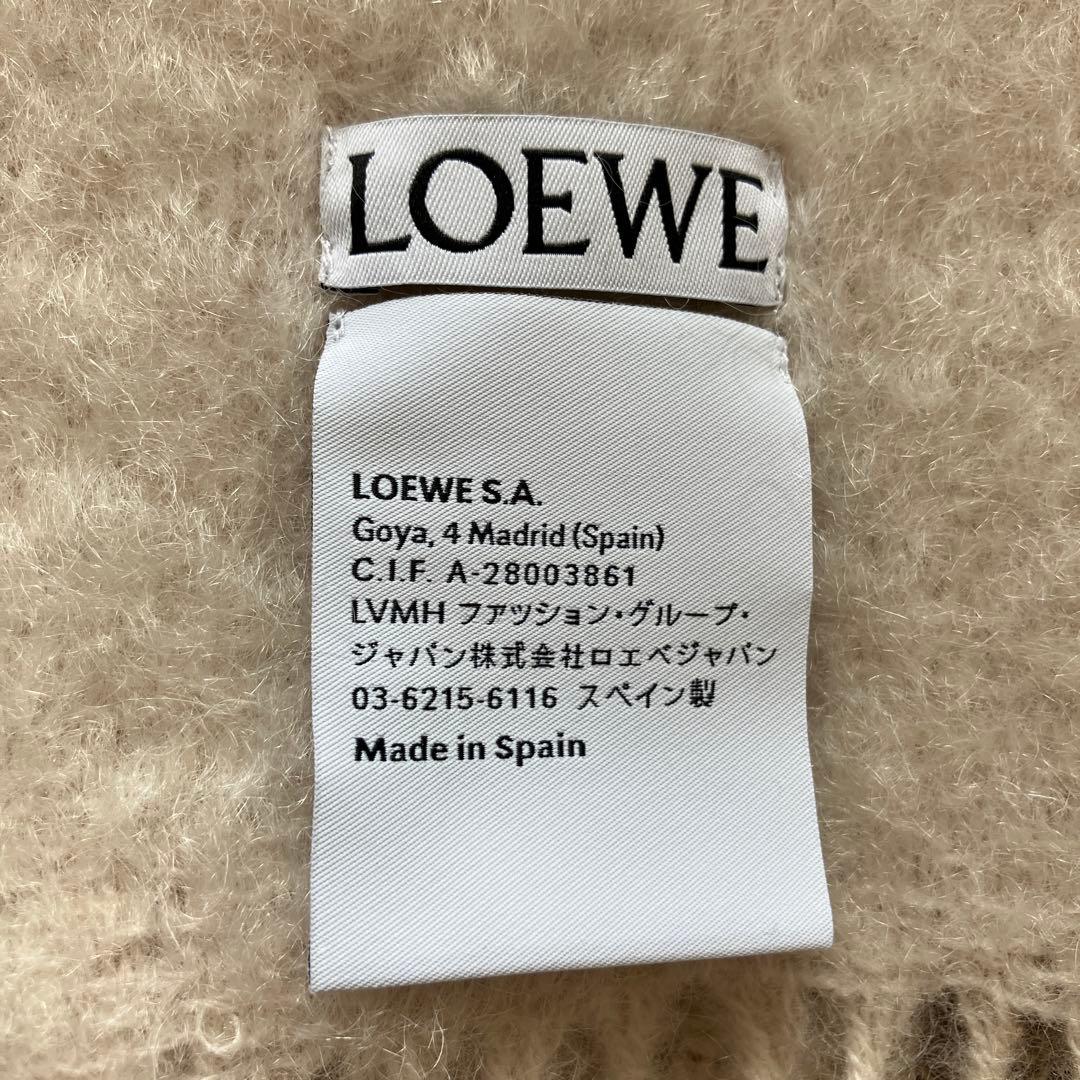 LOEWE
LOEWE S.A.
Goya, 4 Madrid (Spain)
C.I.F. A-28003861
LVMH ファッション・グループ・
ジャパン株式会社ロエベジャパン
03-6215-6116 スペイン製
Made in Spain